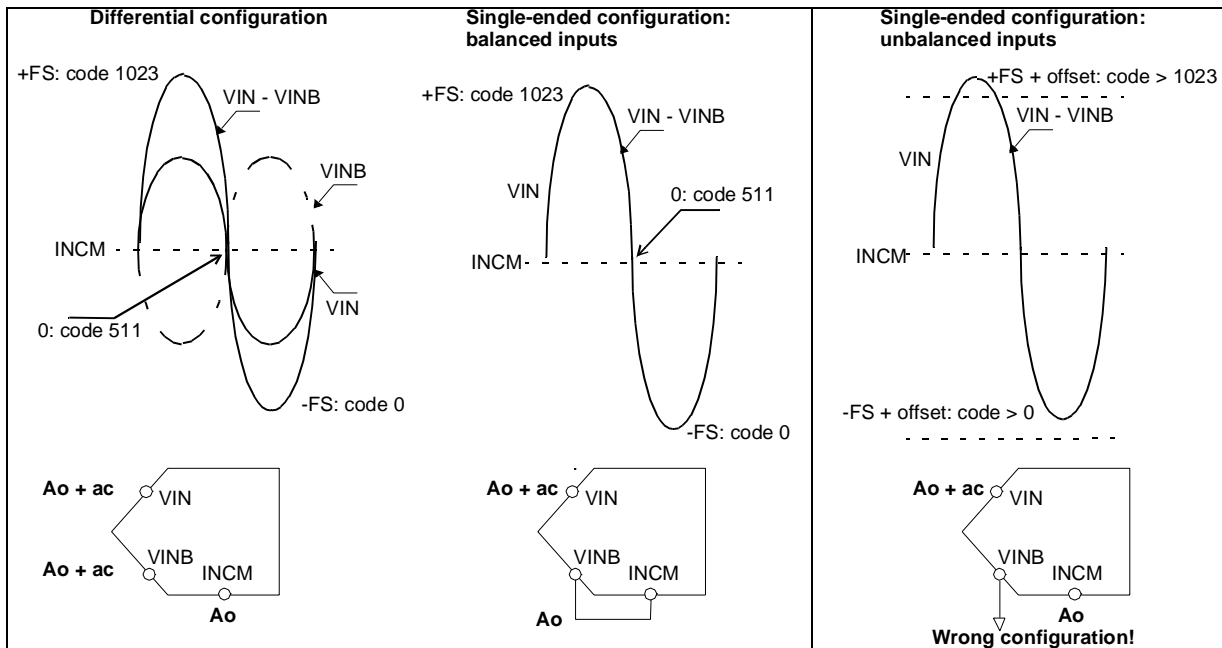 Differential configuration
+FS: code 1023
VIN - VINB
VINB
INCM
VIN
0: code 511
-FS: code 0
Ao + ac
VIN
Ao + ac
VINB
INCM
Ao
Single-ended configuration:
balanced inputs
+FS: code 1023
VIN - VINB
VIN
0: code 511
INCM
-FS: code 0
Ao + ac
VIN
VINB
INCM
Ao
Single-ended configuration:
unbalanced inputs
+FS + offset: code > 1023
VIN - VINB
VIN
INCM
-FS + offset: code > 0
Ao + ac
VIN
VINB
INCM
Ao
Wrong configuration!